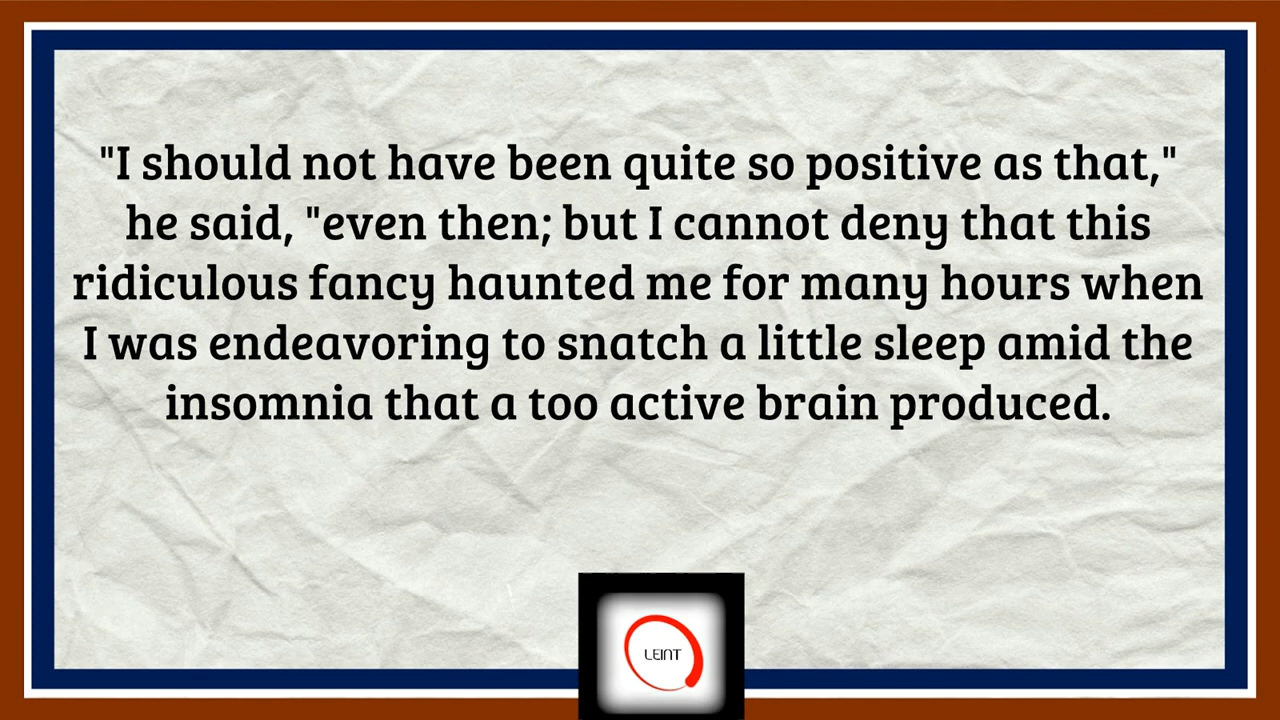 "I should not have been quite so positive as that,"
he said, "even then; but I cannot deny that this
ridiculous fancy haunted me for many hours when
I was endeavoring to snatch a little sleep amid the
insomnia that a too active brain produced.
LEINT